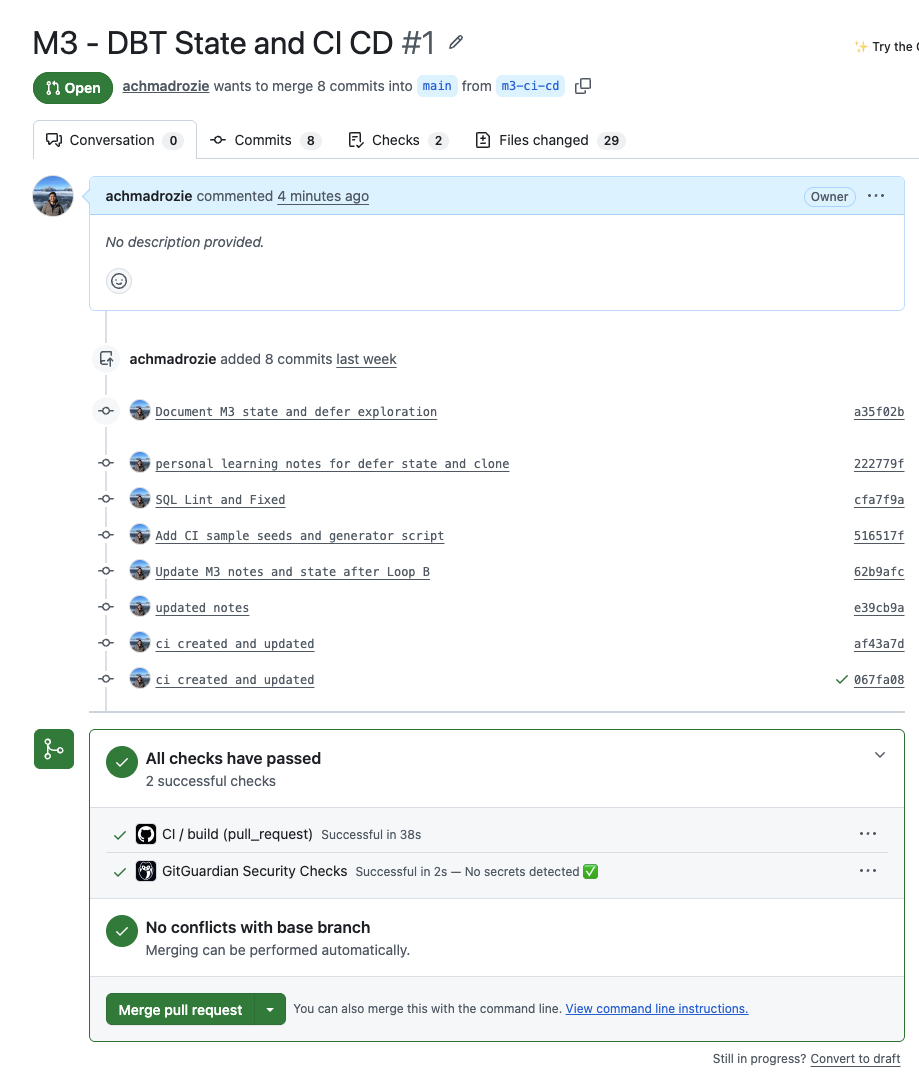 M3 - DBT State and CI CD #1
✨ Try the
Open achmadrozie wants to merge 8 commits into main from m3-ci-cd
Conversation 0 Commits 8 Checks 2 Files changed 29
achmadrozie commented 4 minutes ago Owner ...
No description provided.
achmadrozie added 8 commits last week
Document M3 state and defer exploration a35f02b
personal learning notes for defer state and clone 222779f
SQL Lint and Fixed cfa7f9a
Add CI sample seeds and generator script 516517f
Update M3 notes and state after Loop B 62b9afc
updated notes e39cb9a
ci created and updated af43a7d
ci created and updated 067fa08
All checks have passed
2 successful checks
CI / build (pull_request) Successful in 38s ...
GitGuardian Security Checks Successful in 2s — No secrets detected ✅ ...
No conflicts with base branch
Merging can be performed automatically.
Merge pull request You can also merge this with the command line. View command line instructions.
Still in progress? Convert to draft